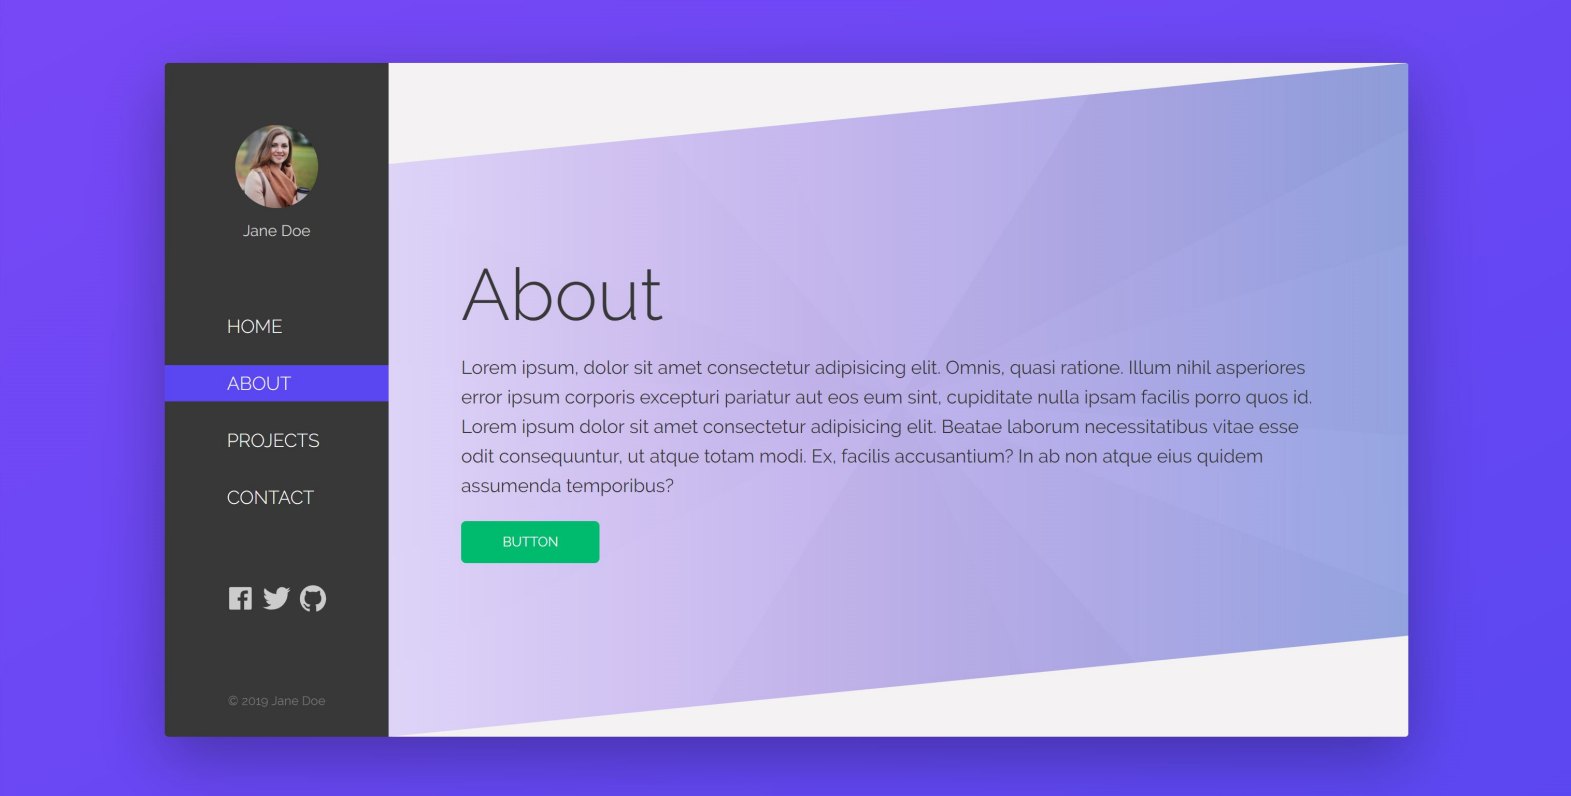 Jane Doe
HOME
ABOUT
PROJECTS
CONTACT
© 2019 Jane Doe
About
Lorem ipsum, dolor sit amet consectetur adipisicing elit. Omnis, quasi ratione. Illum nihil asperiores
error ipsum corporis excepturi pariatur aut eos eum sint, cupiditate nulla ipsam facilis porro quos id.
Lorem ipsum dolor sit amet consectetur adipisicing elit. Beatae laborum necessitatibus vitae esse
odit consequuntur, ut atque totam modi. Ex, facilis accusantium? In ab non atque eius quidem
assumenda temporibus?
BUTTON